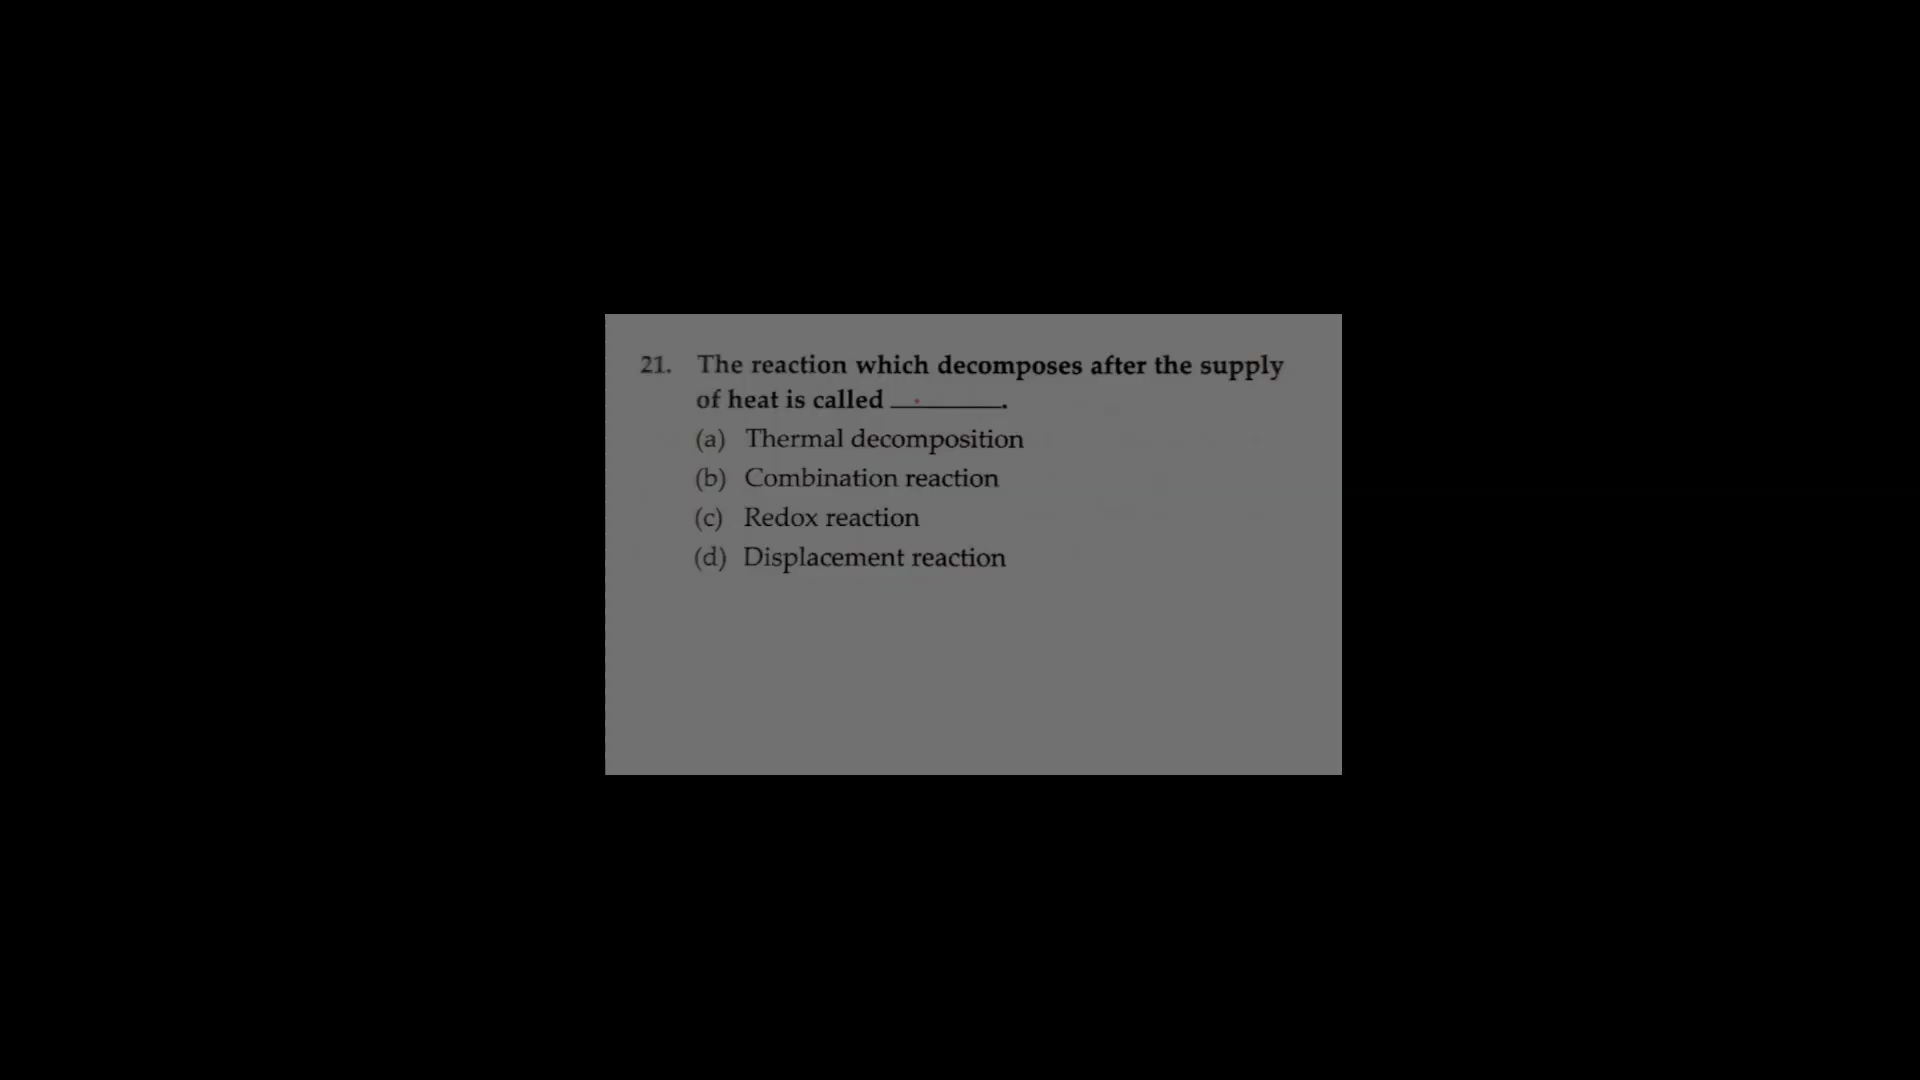 21. The reaction which decomposes after the supply
of heat is called ________.
(a) Thermal decomposition
(b) Combination reaction
(c) Redox reaction
(d) Displacement reaction